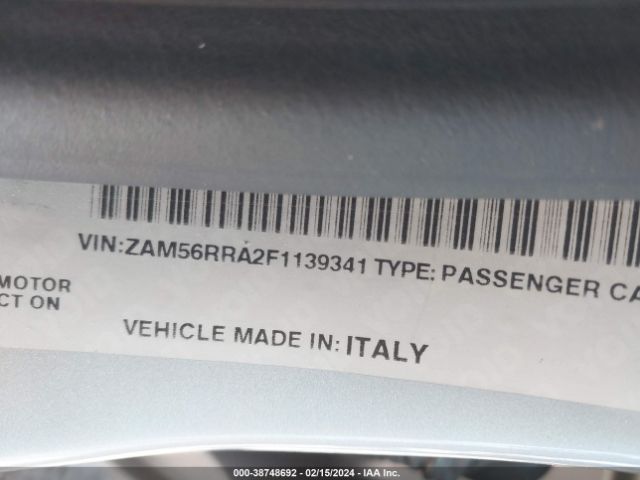 VIN:ZAM56RRA2F1139341 TYPE: PASSENGER CA
MOTOR
CT ON
VEHICLE MADE IN: ITALY
000-38748692 - 02/15/2024 - IAA Inc.